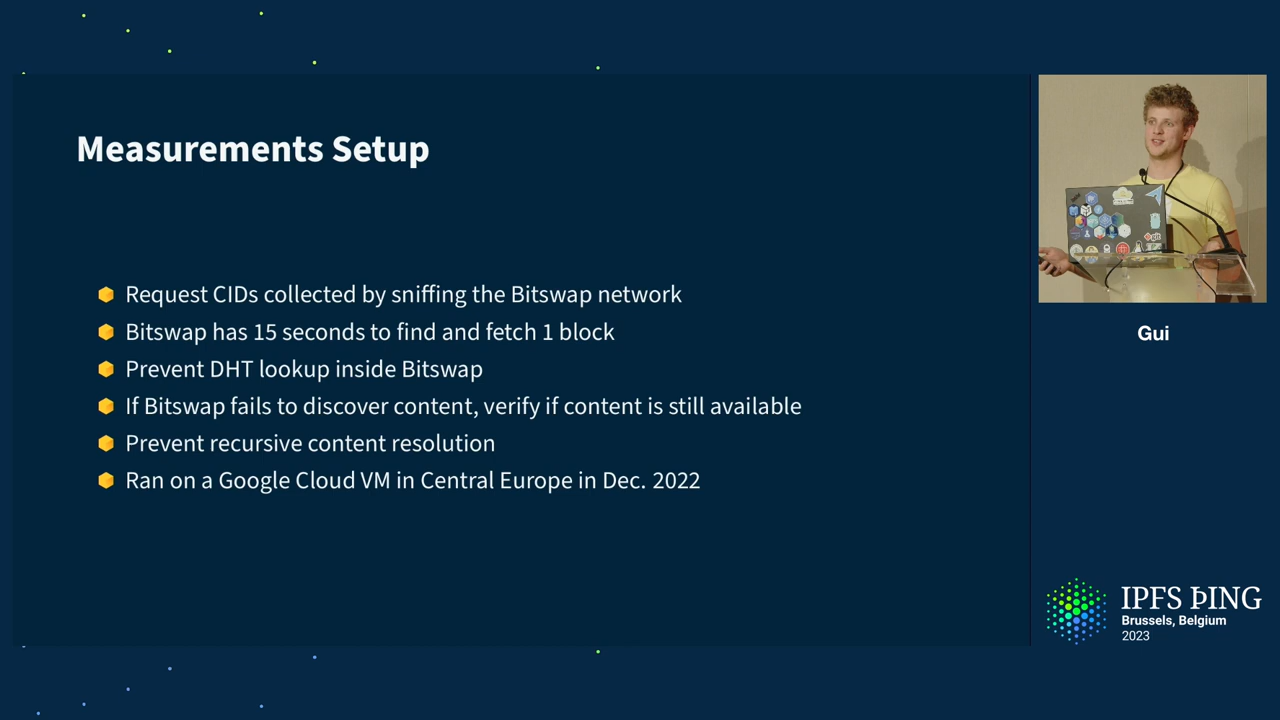 Measurements Setup
Request CIDs collected by sniffing the Bitswap network
Bitswap has 15 seconds to find and fetch 1 block
Prevent DHT lookup inside Bitswap
If Bitswap fails to discover content, verify if content is still available
Prevent recursive content resolution
Ran on a Google Cloud VM in Central Europe in Dec. 2022
git
Gui
IPFS ÞING
Brussels, Belgium
2023